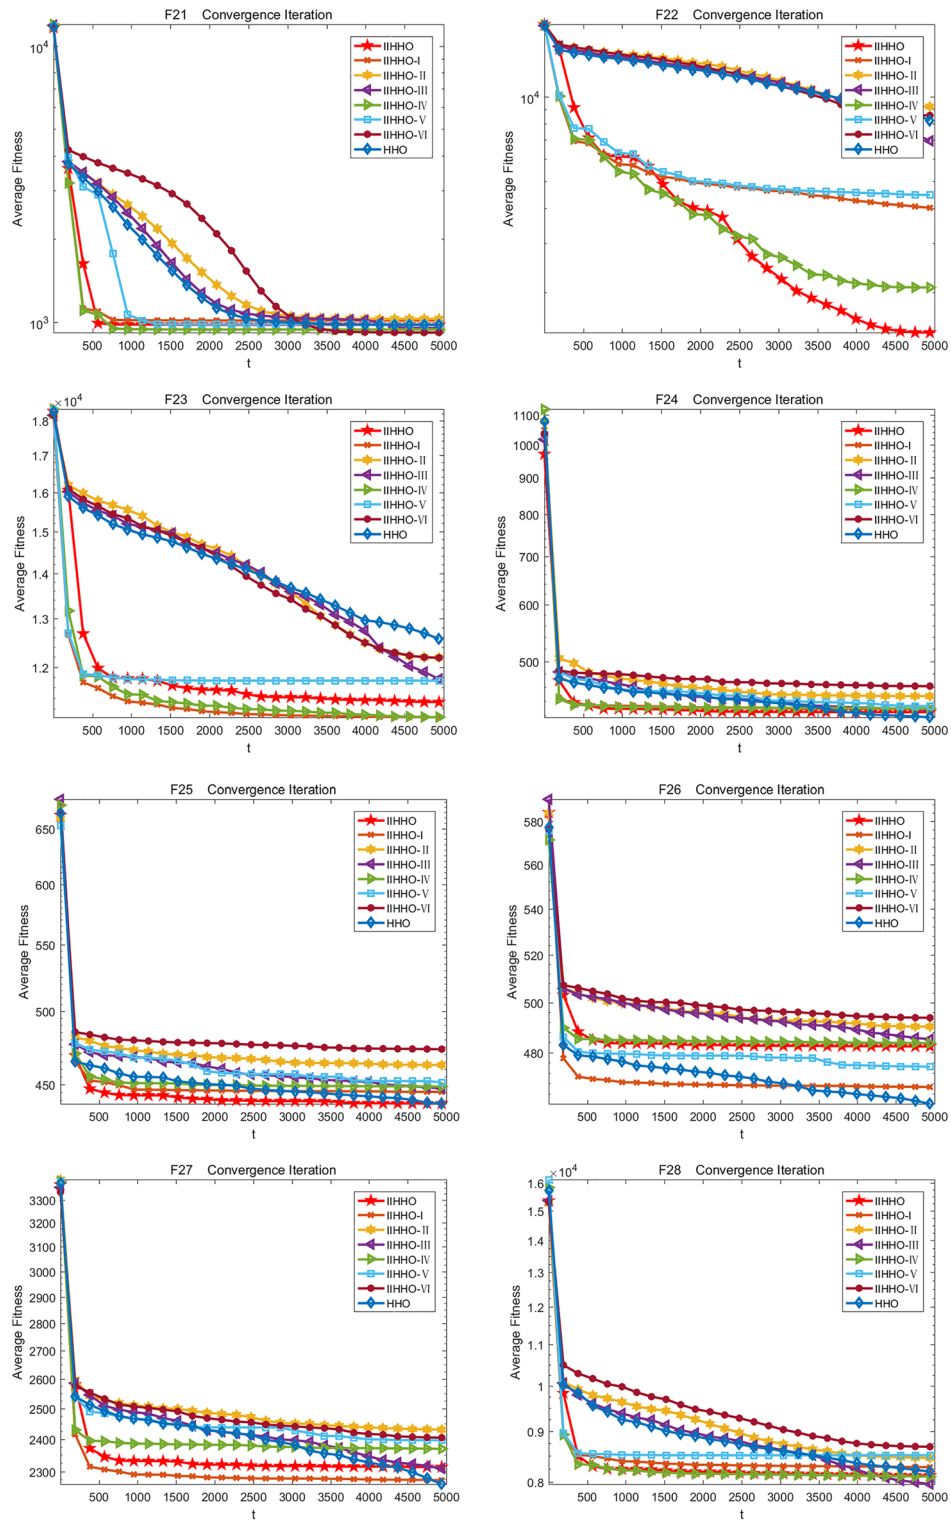 F21 Convergence Iteration
10^4
10^3
Average Fitness
IIHHO
IIHHO-I
IIHHO-Ⅱ
IIHHO-III
IIHHO-Ⅳ
IIHHO-Ⅴ
IIHHO-Ⅵ
HHO
500 1000 1500 2000 2500 3000 3500 4000 4500 5000
t
F22 Convergence Iteration
10^4
Average Fitness
IIHHO
IIHHO-I
IIHHO-Ⅱ
IIHHO-III
IIHHO-Ⅳ
IIHHO-Ⅴ
IIHHO-Ⅵ
HHO
500 1000 1500 2000 2500 3000 3500 4000 4500 5000
t
F23 Convergence Iteration
×10^4
1.8
1.7
1.6
1.5
1.4
1.3
1.2
Average Fitness
IIHHO
IIHHO-I
IIHHO-Ⅱ
IIHHO-III
IIHHO-Ⅳ
IIHHO-Ⅴ
IIHHO-Ⅵ
HHO
500 1000 1500 2000 2500 3000 3500 4000 4500 5000
t
F24 Convergence Iteration
1100
1000
900
800
700
600
500
Average Fitness
IIHHO
IIHHO-I
IIHHO-Ⅱ
IIHHO-III
IIHHO-Ⅳ
IIHHO-Ⅴ
IIHHO-Ⅵ
HHO
500 1000 1500 2000 2500 3000 3500 4000 4500 5000
t
F25 Convergence Iteration
650
600
550
500
450
Average Fitness
IIHHO
IIHHO-I
IIHHO-Ⅱ
IIHHO-III
IIHHO-Ⅳ
IIHHO-Ⅴ
IIHHO-Ⅵ
HHO
500 1000 1500 2000 2500 3000 3500 4000 4500 5000
t
F26 Convergence Iteration
580
560
540
520
500
480
Average Fitness
IIHHO
IIHHO-I
IIHHO-Ⅱ
IIHHO-III
IIHHO-Ⅳ
IIHHO-Ⅴ
IIHHO-Ⅵ
HHO
500 1000 1500 2000 2500 3000 3500 4000 4500 5000
t
F27 Convergence Iteration
3300
3200
3100
3000
2900
2800
2700
2600
2500
2400
2300
Average Fitness
IIHHO
IIHHO-I
IIHHO-Ⅱ
IIHHO-III
IIHHO-Ⅳ
IIHHO-Ⅴ
IIHHO-Ⅵ
HHO
500 1000 1500 2000 2500 3000 3500 4000 4500 5000
t
F28 Convergence Iteration
×10^4
1.6
1.5
1.4
1.3
1.2
1.1
1
0.9
0.8
Average Fitness
IIHHO
IIHHO-I
IIHHO-Ⅱ
IIHHO-III
IIHHO-Ⅳ
IIHHO-Ⅴ
IIHHO-Ⅵ
HHO
500 1000 1500 2000 2500 3000 3500 4000 4500 5000
t